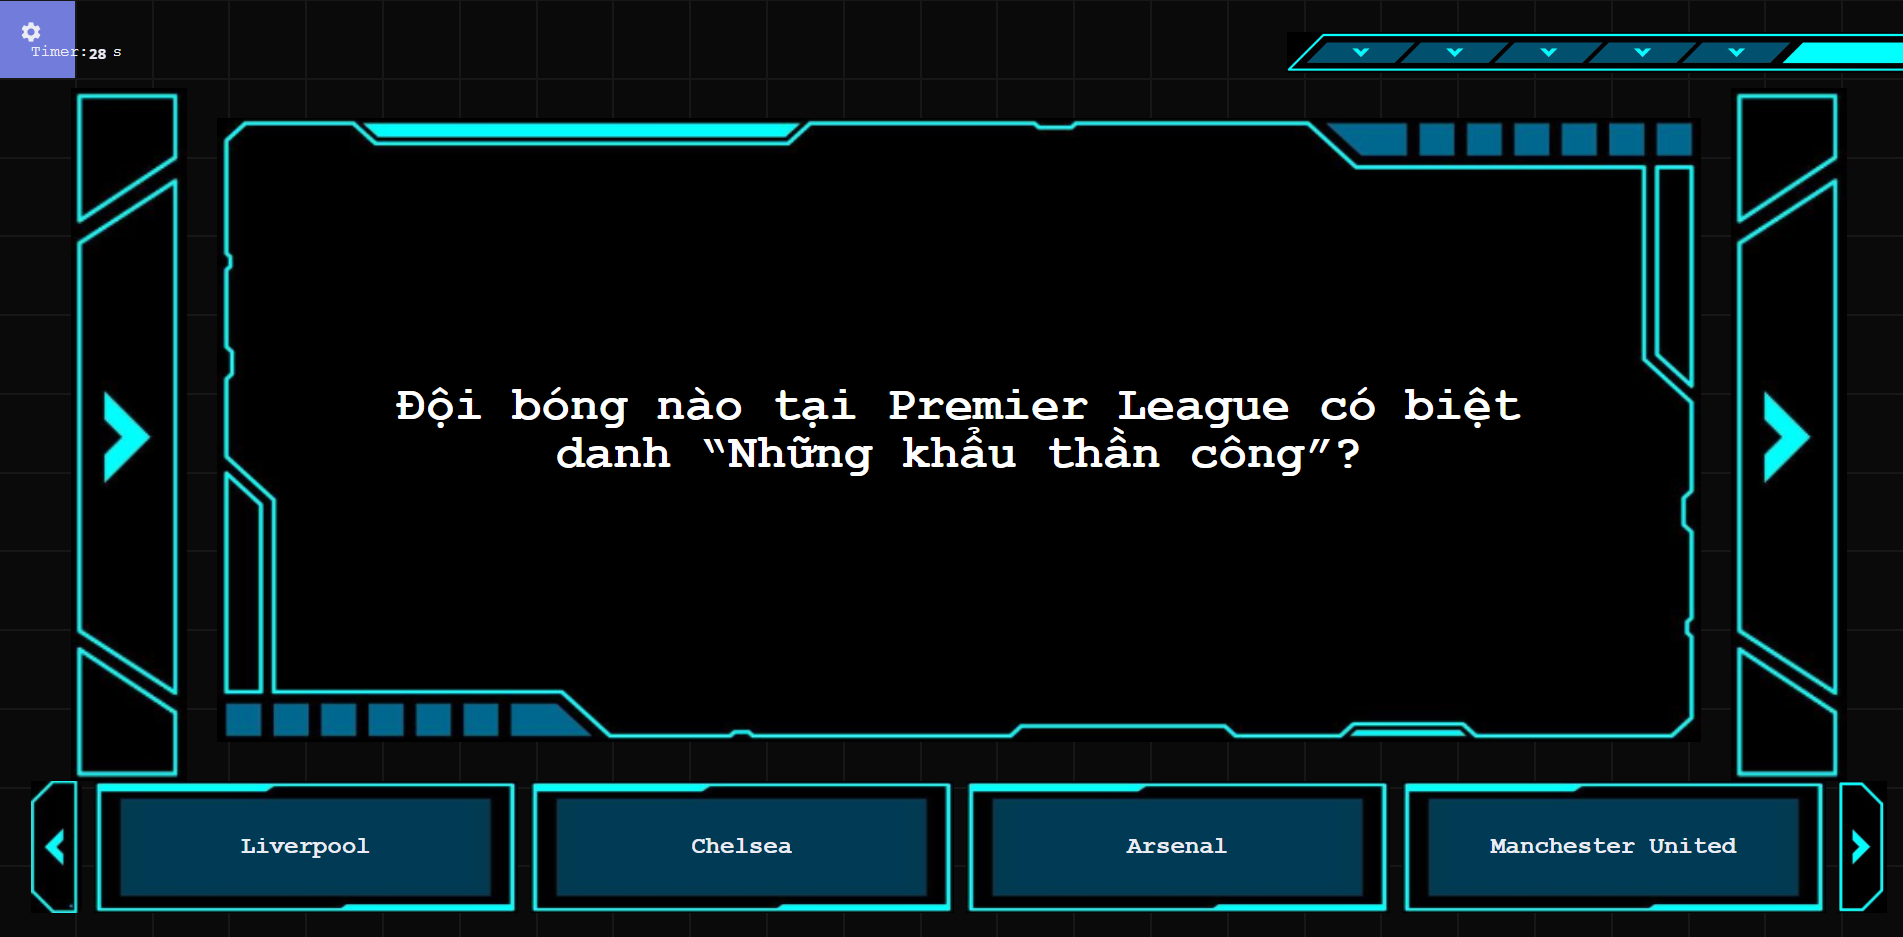 Timer:28 s
Đội bóng nào tại Premier League có biệt
danh “Những khẩu thần công”?
Liverpool
Chelsea
Arsenal
Manchester United